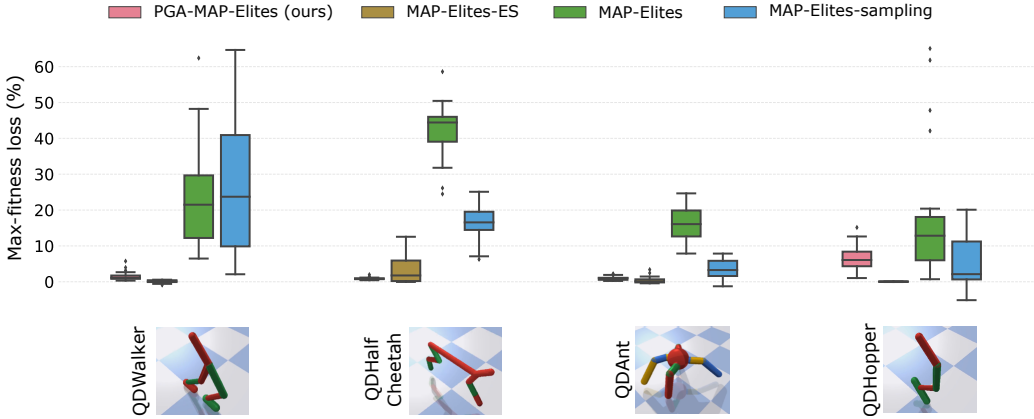 PGA-MAP-Elites (ours) MAP-Elites-ES MAP-Elites MAP-Elites-sampling
Max-fitness loss (%)
60
50
40
30
20
10
0
QDWalker
QDHalf
Cheetah
QDAnt
QDHopper